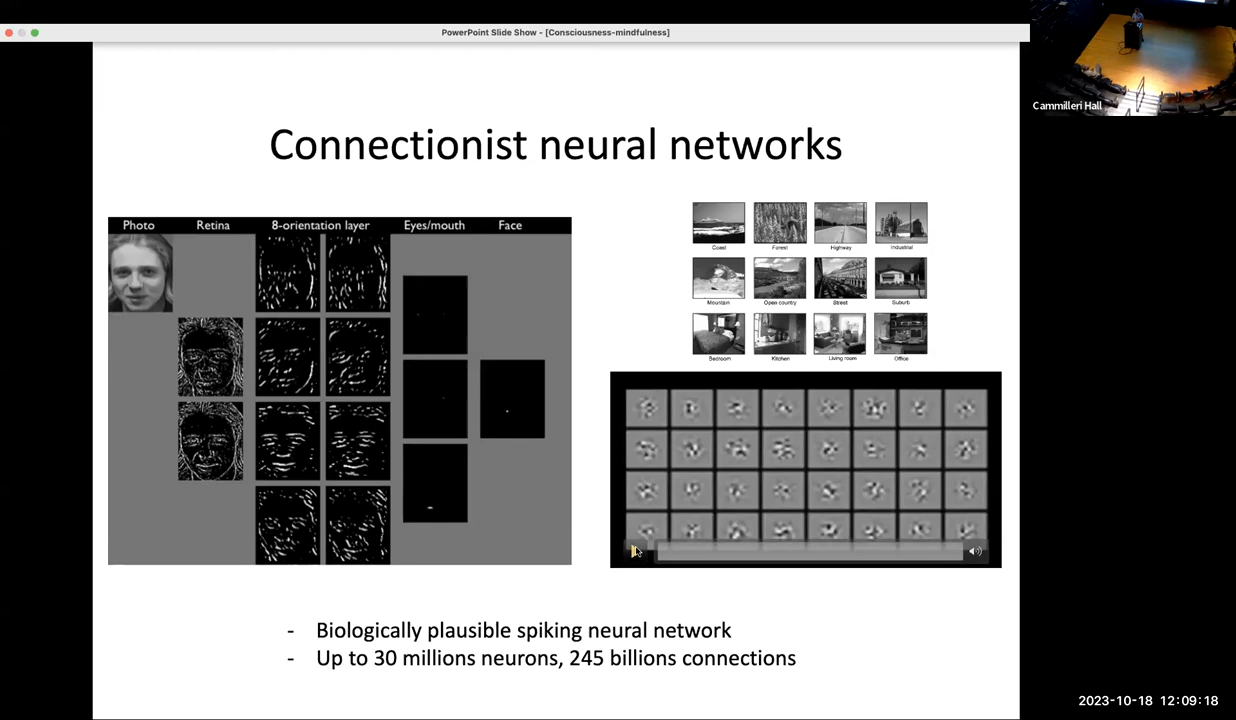 PowerPoint Slide Show - [Consciousness-mindfulness]
Cammilleri Hall
Connectionist neural networks
Photo Retina 8-orientation layer Eyes/mouth Face
Coast Forest Highway Industrial
Mountain Open country Street Suburb
Bedroom Kitchen Living room Office
- Biologically plausible spiking neural network
- Up to 30 millions neurons, 245 billions connections
2023-10-18 12:09:18